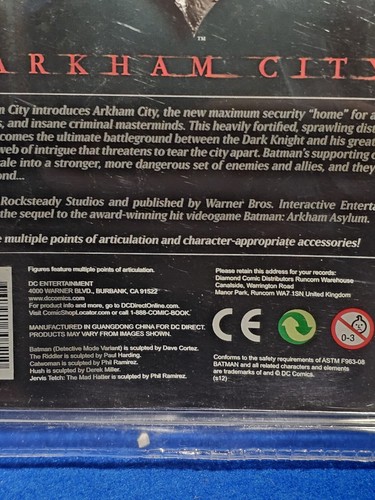 ™
ARKHAM CITY
City introduces Arkham City, the new maximum security "home" for
and insane criminal masterminds. This heavily fortified, sprawling
comes the ultimate battleground between the Dark Knight and his
web of intrigue that threatens to tear the city apart. Batman's supporting
into a stronger, more dangerous set of enemies and allies, and they
Rocksteady Studios and published by Warner Bros. Interactive
the sequel to the award-winning hit videogame Batman: Arkham Asylum.
multiple points of articulation and character-appropriate accessories!
Figures feature multiple points of articulation.
DC ENTERTAINMENT
4000 WARNER BLVD., BURBANK, CA 91522
www.dccomics.com
For product info and more, go to DCDirectOnline.com.
Visit ComicShopLocator.com or call 1-888-COMIC-BOOK.
MANUFACTURED IN GUANGDONG CHINA FOR DC DIRECT.
PRODUCTS MAY VARY FROM IMAGES SHOWN.
Batman (Detective Mode Variant) is sculpted by Dave Cortez.
The Riddler is sculpted by Paul Harding.
Catwoman is sculpted by Phil Ramirez.
Hush is sculpted by Derek Miller.
Jervis Tetch: The Mad Hatter is sculpted by Phil Ramirez.
Please retain this address for your records:
Diamond Comic Distributors Runcorn Warehouse
Canalside, Warrington Road
Manor Park, Runcorn WA7.1SN,United Kingdom
CE
0-3
Conforms to the safety requirements of ASTM F963-08
BATMAN and all related characters and elements
are trademarks of and © DC Comics.
(s12)